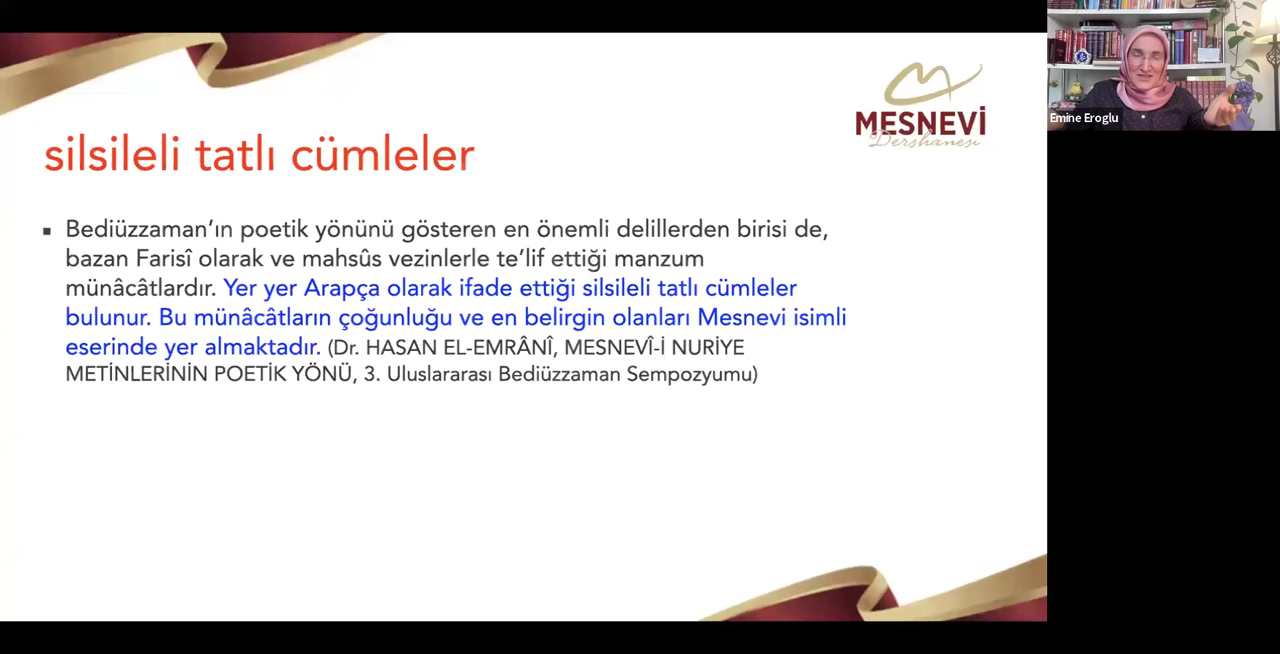 MESNEVİ
Dershanesi
Emine Eroglu
silsileli tatlı cümleler
▪ Bediüzzaman’ın poetik yönünü gösteren en önemli delillerden birisi de,
bazan Farisî olarak ve mahsûs vezinlerle te’lif ettiği manzum
münâcâtlardır. Yer yer Arapça olarak ifade ettiği silsileli tatlı cümleler
bulunur. Bu münâcâtların çoğunluğu ve en belirgin olanları Mesnevi isimli
eserinde yer almaktadır. (Dr. HASAN EL-EMRÂNÎ, MESNEVÎ-İ NURİYE
METİNLERİNİN POETİK YÖNÜ, 3. Uluslararası Bediüzzaman Sempozyumu)